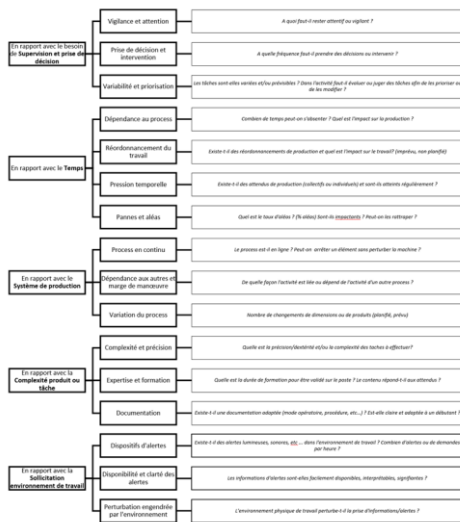 Vigilance et attention
A quoi faut-il rester attentif ou vigilant ?
En rapport avec le besoin
de Supervision et prise de
décision
Prise de décision et
intervention
A quelle fréquence faut-il prendre des décisions ou intervenir ?
Variabilité et priorisation
Les tâches sont-elles variées et/ou prévisibles ? Dans l'activité faut-il évaluer ou juger des tâches afin de les prioriser ou
de les modifier ?
Dépendance au process
Combien de temps peut-on s'absenter ? Quel est l'impact sur la production ?
En rapport avec le Temps
Réordonnancement du
travail
Existe-t-il des réordonnancements de production et quel est l'impact sur le travail? (imprévu, non planifié)
Pression temporelle
Existe-t-il des attendus de production (collectifs ou individuels) et sont-ils atteints régulièrement ?
Pannes et aléas
Quel est le taux d'aléas ? (% aléas) Sont-ils impactants ? Peut-on les rattraper ?
Process en continu
Le process est-il en ligne ? Peut-on arrêter un élément sans perturber la machine ?
En rapport avec le
Système de production
Dépendance aux autres et
marge de manœuvre
De quelle façon l'activité est liée ou dépend de l'activité d'un autre process ?
Variation du process
Nombre de changements de dimensions ou de produits (planifié, prévu)
Complexité et précision
Quelle est la précision/dextérité et/ou la complexité des taches à effectuer?
En rapport avec la
Complexité produit ou
tâche
Expertise et formation
Quelle est la durée de formation pour être validé sur le poste ? Le contenu répond-t-il aux attendus ?
Documentation
Existe-t-il une documentation adaptée (mode opératoire, procédure, etc...) ? Est-elle claire et adaptée à un débutant ?
Dispositifs d'alertes
Existe-t-il des alertes lumineuses, sonores, etc ... dans l'environnement de travail ? Combien d'alertes ou de demandes
par heure ?
En rapport avec la
Sollicitation
environnement de travail
Disponibilité et clarté des
alertes
Les informations d'alertes sont-elles facilement disponibles, interprétables, signifiantes ?
Perturbation engendrée
par l'environnement
L'environnement physique de travail perturbe-t-il la prise d'informations/alertes ?